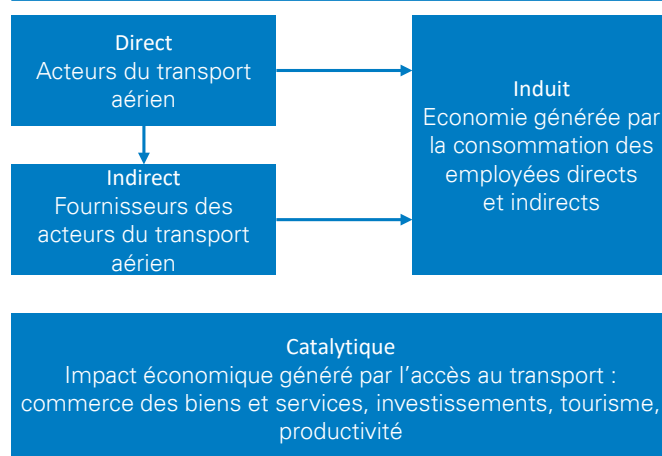 Direct
Acteurs du transport
aérien
Indirect
Fournisseurs des
acteurs du transport
aérien
Induit
Economie générée par
la consommation des
employées directs
et indirects
Catalytique
Impact économique généré par l’accès au transport :
commerce des biens et services, investissements, tourisme,
productivité